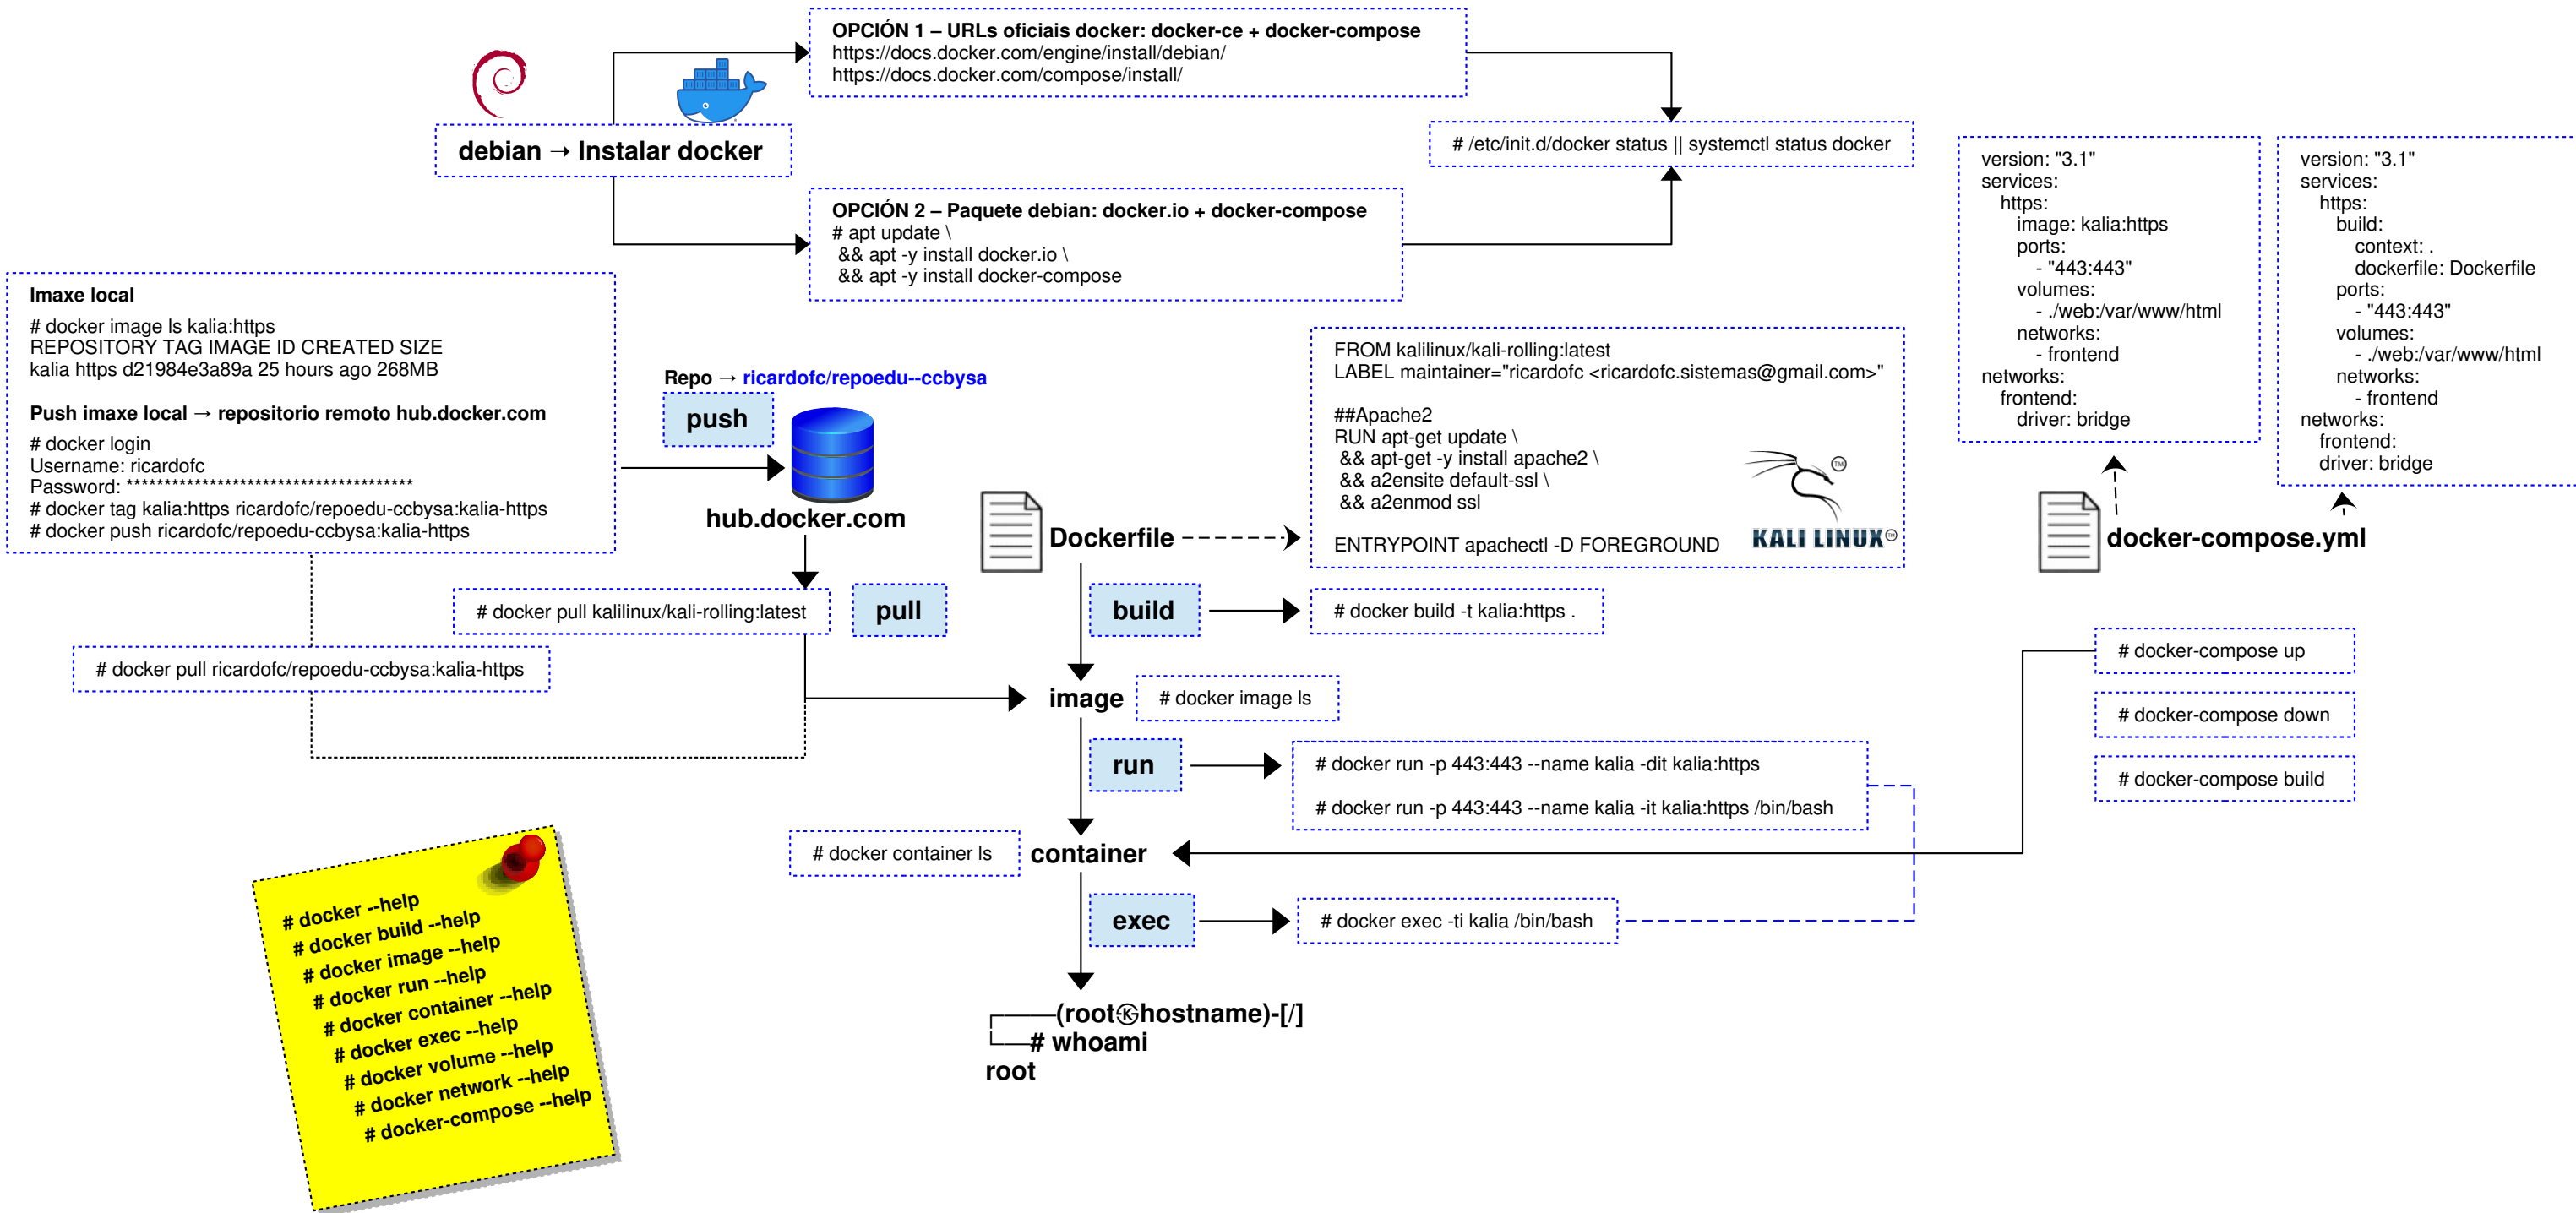 OPCIÓN 1 – URLs oficiais docker: docker-ce + docker-compose
https://docs.docker.com/engine/install/debian/
https://docs.docker.com/compose/install/
debian → Instalar docker
# /etc/init.d/docker status || systemctl status docker
OPCIÓN 2 – Paquete debian: docker.io + docker-compose
# apt update \
&& apt -y install docker.io \
&& apt -y install docker-compose
version: "3.1"
services:
https:
image: kalia:https
ports:
- "443:443"
volumes:
- ./web:/var/www/html
networks:
- frontend
networks:
frontend:
driver: bridge
version: "3.1"
services:
https:
build:
context: .
dockerfile: Dockerfile
ports:
- "443:443"
volumes:
- ./web:/var/www/html
networks:
- frontend
networks:
frontend:
driver: bridge
docker-compose.yml
Imaxe local
# docker image ls kalia:https
REPOSITORY TAG IMAGE ID CREATED SIZE
kalia https d21984e3a89a 25 hours ago 268MB
Push imaxe local → repositorio remoto hub.docker.com
# docker login
Username: ricardofc
Password: **************************************
# docker tag kalia:https ricardofc/repoedu-ccbysa:kalia-https
# docker push ricardofc/repoedu-ccbysa:kalia-https
Repo → ricardofc/repoedu--ccbysa
push
hub.docker.com
FROM kalilinux/kali-rolling:latest
LABEL maintainer="ricardofc <ricardofc.sistemas@gmail.com>"
##Apache2
RUN apt-get update \
&& apt-get -y install apache2 \
&& a2ensite default-ssl \
&& a2enmod ssl
ENTRYPOINT apachectl -D FOREGROUND
TM
KALI LINUX
Dockerfile
# docker pull kalilinux/kali-rolling:latest
pull
build
# docker build -t kalia:https .
# docker pull ricardofc/repoedu-ccbysa:kalia-https
image
# docker image ls
# docker-compose up
# docker-compose down
# docker-compose build
run
# docker run -p 443:443 --name kalia -dit kalia:https
# docker run -p 443:443 --name kalia -it kalia:https /bin/bash
# docker container ls
container
exec
# docker exec -ti kalia /bin/bash
┌───(root㉿hostname)-[/]
└──# whoami
root
# docker --help
# docker build --help
# docker image --help
# docker run --help
# docker container --help
# docker exec --help
# docker volume --help
# docker network --help
# docker-compose --help